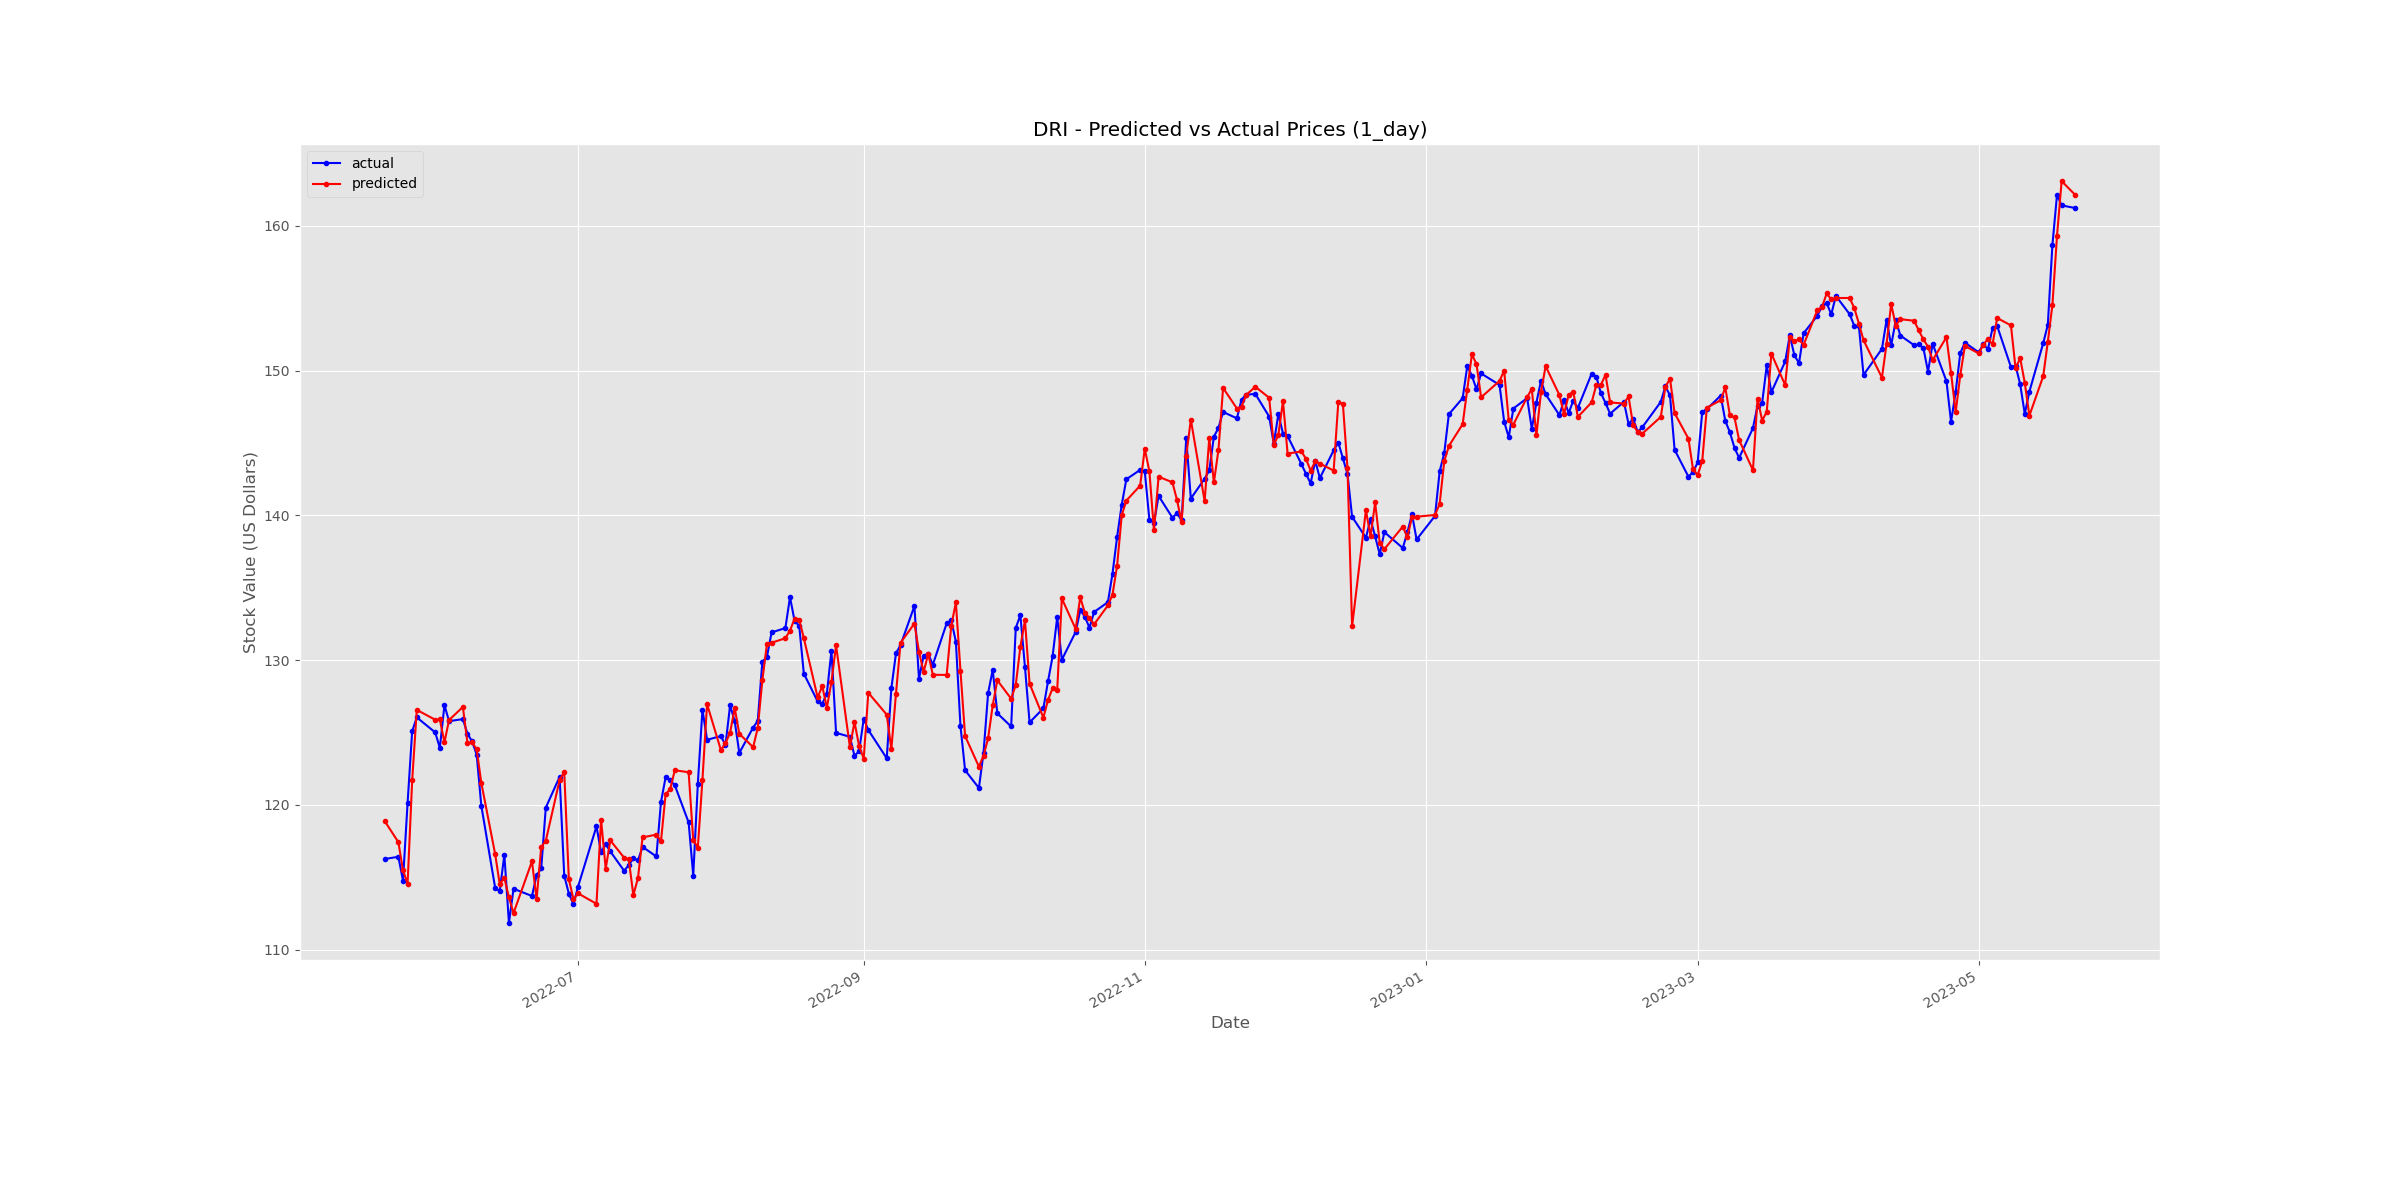 DRI - Predicted vs Actual Prices (1_day)
actual
predicted
Stock Value (US Dollars)
160
150
140
130
120
110
2022-07
2022-09
2022-11
2023-01
2023-03
2023-05
Date